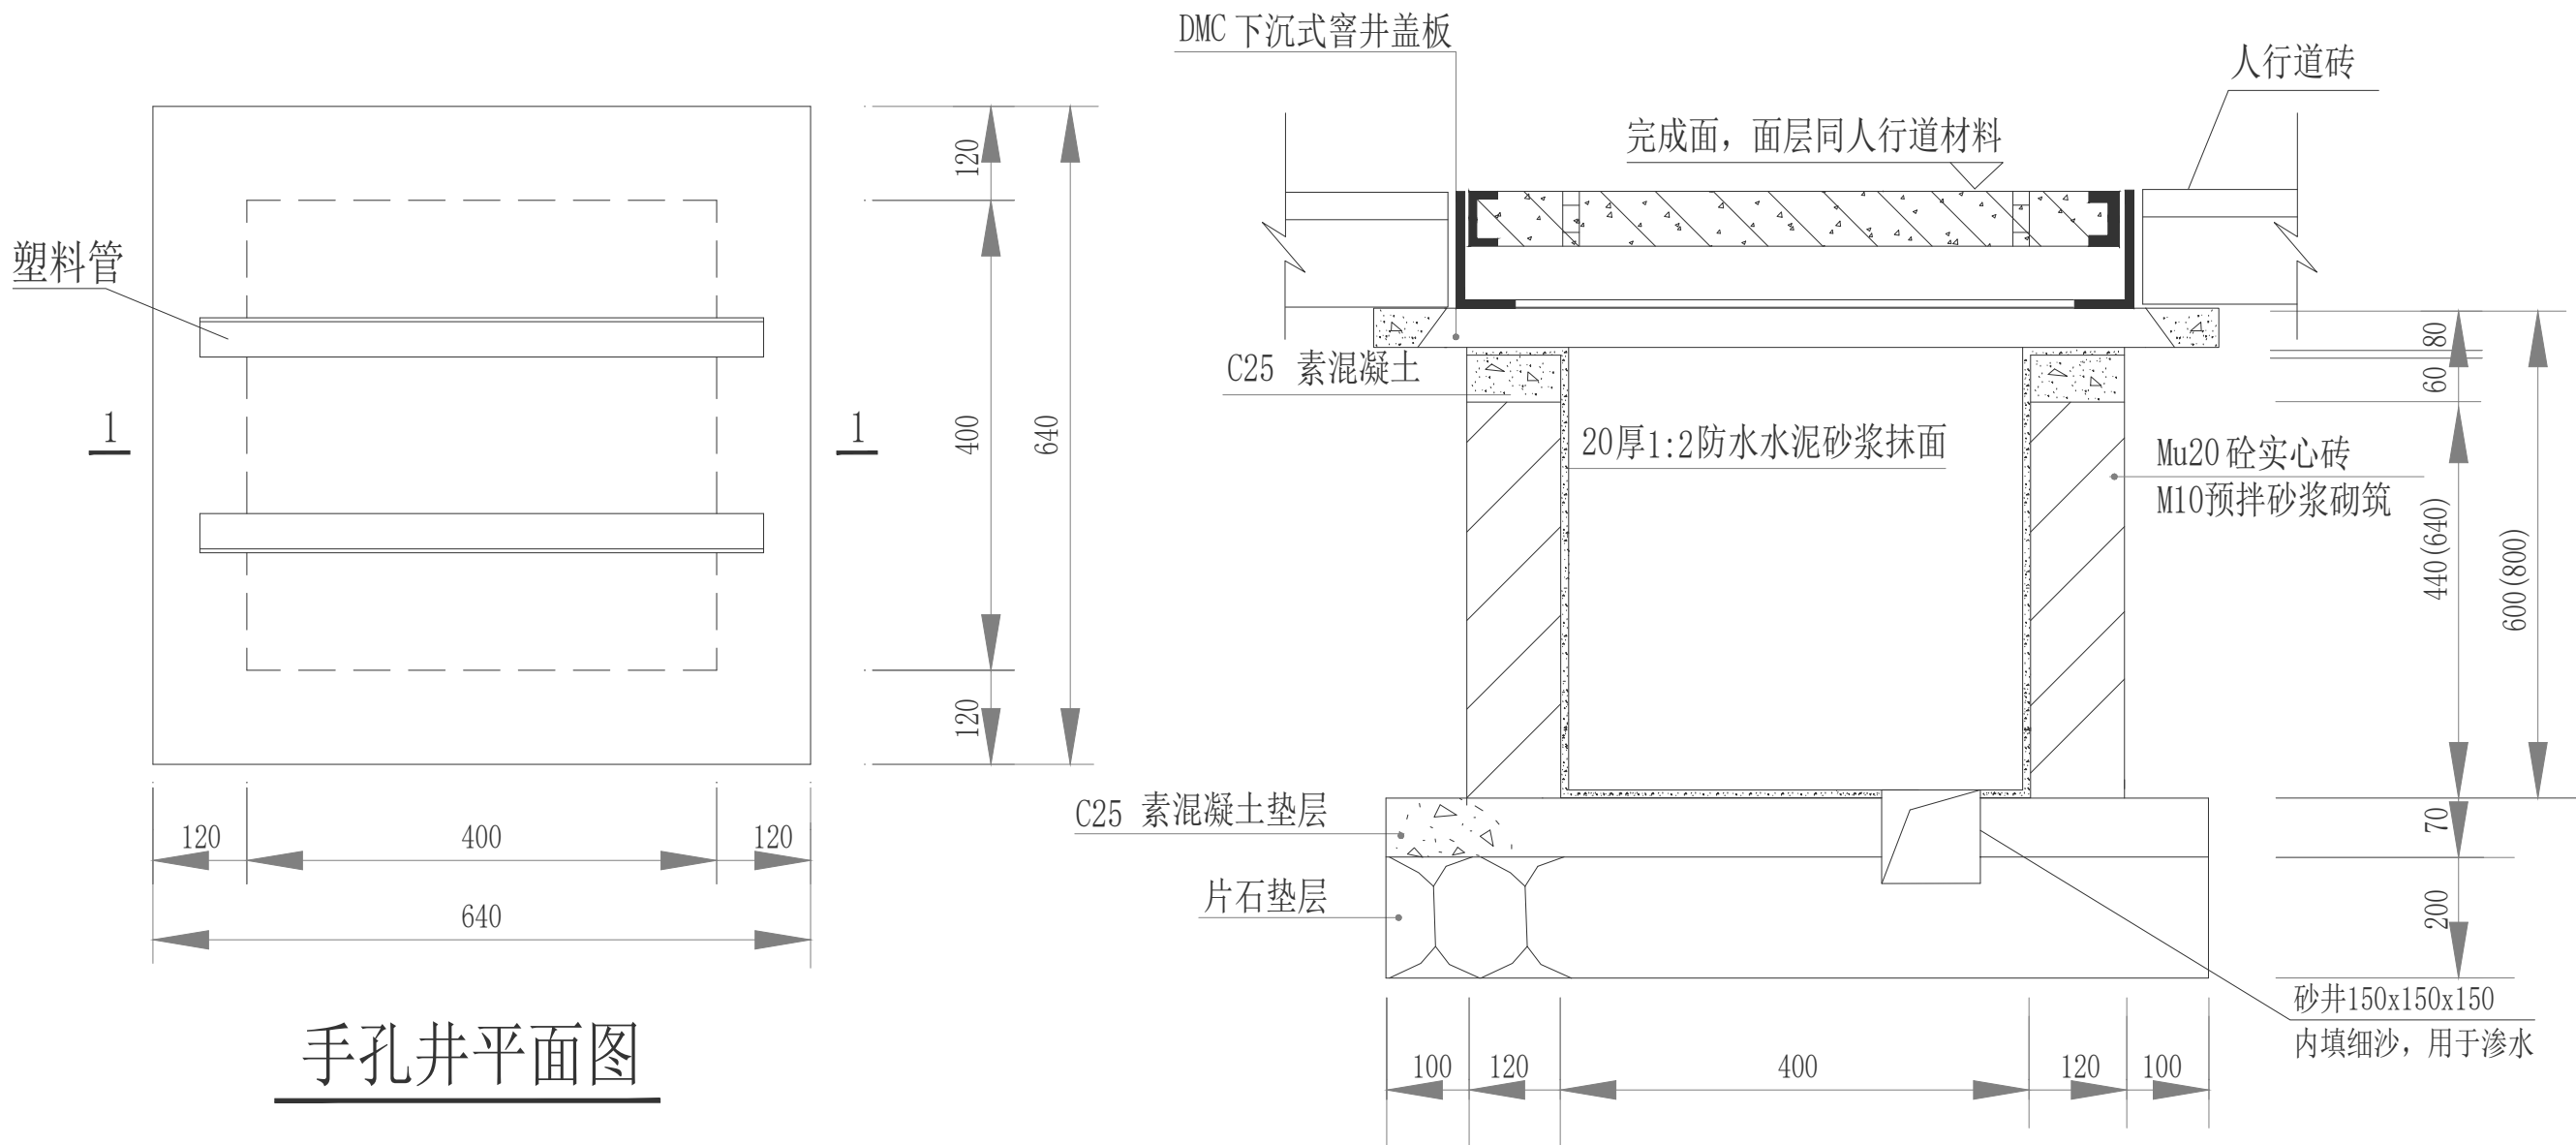 DMC 下沉式窨井盖板
人行道砖
完成面，面层同人行道材料
塑料管
120
400
640
120
1
1
120
400
120
640
手孔井平面图
C25 素混凝土
20厚1:2防水水泥砂浆抹面
Mu20 砼实心砖
M10预拌砂浆砌筑
80
60
440(640)
600(800)
70
200
C25 素混凝土垫层
片石垫层
砂井150x150x150
内填细沙，用于渗水
100
120
400
120
100